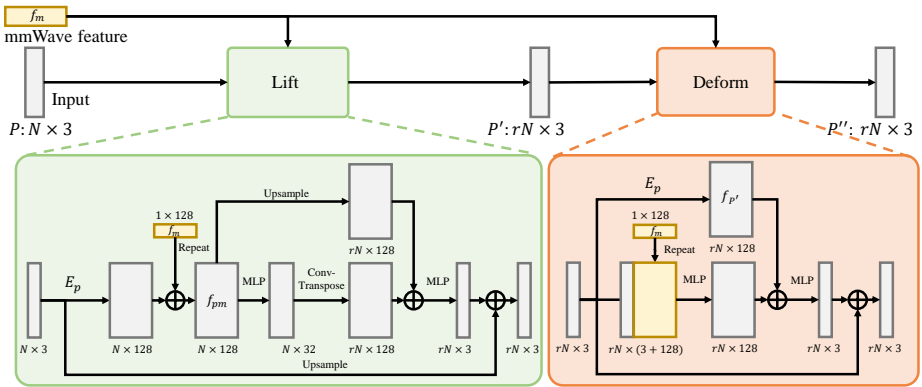 f_m
mmWave feature
Lift
Deform
Input
P: N × 3
P′: rN × 3
P′′: rN × 3
E_p
1 × 128
f_m
Repeat
Upsample
rN × 128
f_pm
MLP
Conv-
Transpose
MLP
N × 3
N × 128
N × 128
N × 32
rN × 128
rN × 3
rN × 3
Upsample
E_p
f_P′
1 × 128
f_m
Repeat
rN × 128
MLP
MLP
rN × 3
rN × (3 + 128)
rN × 128
rN × 3
rN × 3